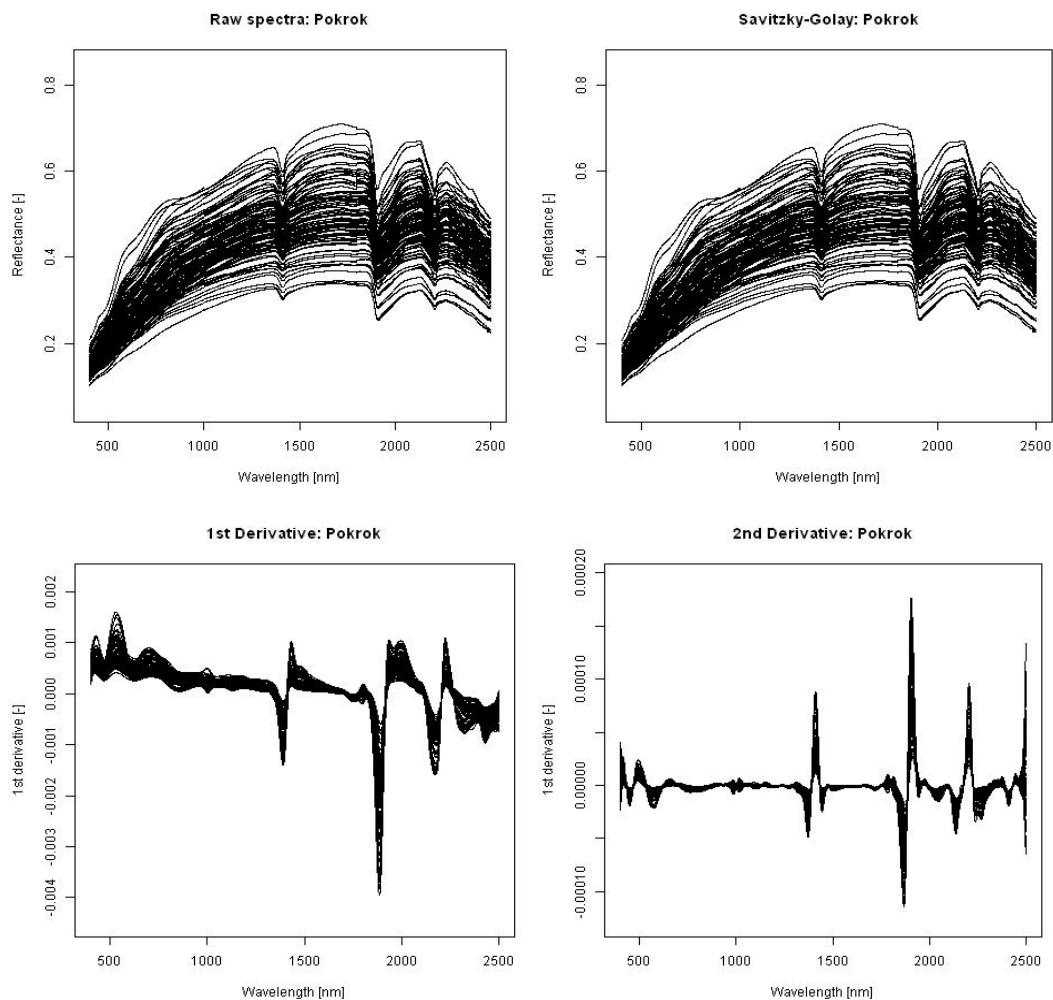 Raw spectra: Pokrok
0.8
0.6
0.4
0.2
Reflectance [-]
500 1000 1500 2000 2500
Wavelength [nm]
Savitzky-Golay: Pokrok
0.8
0.6
0.4
0.2
Reflectance [-]
500 1000 1500 2000 2500
Wavelength [nm]
1st Derivative: Pokrok
0.002
0.001
0.000
-0.001
-0.002
-0.003
-0.004
1st derivative [-]
500 1000 1500 2000 2500
Wavelength [nm]
2nd Derivative: Pokrok
0.00020
0.00010
0.00000
-0.00010
1st derivative [-]
500 1000 1500 2000 2500
Wavelength [nm]